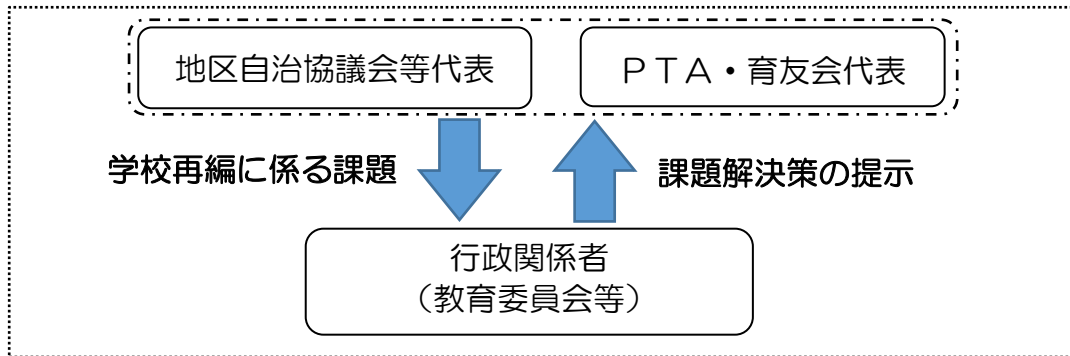 地区自治協議会等代表
ＰＴＡ・育友会代表
学校再編に係る課題
課題解決策の提示
行政関係者
（教育委員会等）